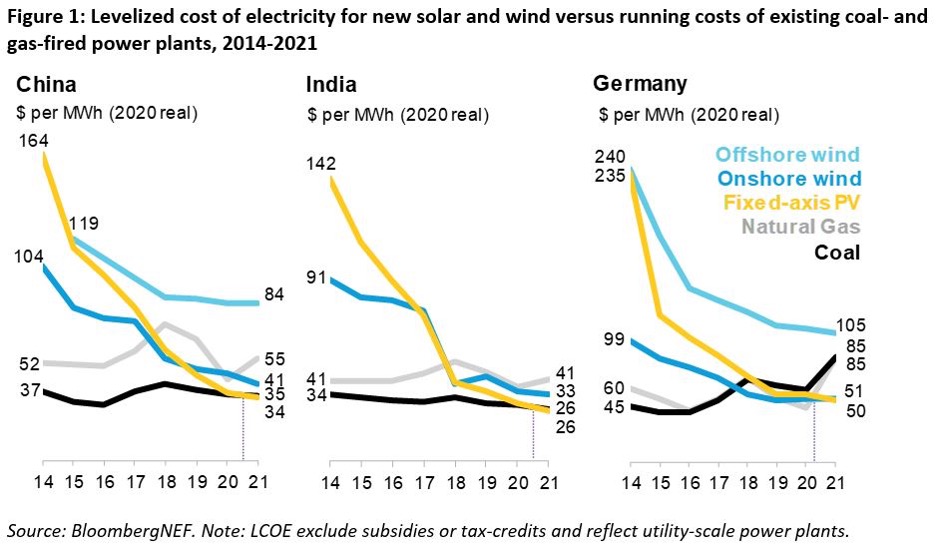 Figure 1: Levelized cost of electricity for new solar and wind versus running costs of existing coal- and
gas-fired power plants, 2014-2021
China
$ per MWh (2020 real)
164
119
104
84
52
55
41
37
35
34
14 15 16 17 18 19 20 21
India
$ per MWh (2020 real)
142
91
41
41
34
33
26
26
14 15 16 17 18 19 20 21
Germany
$ per MWh (2020 real)
240
235
Offshore wind
Onshore wind
Fixed-axis PV
Natural Gas
Coal
99
105
85
85
60
51
45
50
14 15 16 17 18 19 20 21
Source: BloombergNEF. Note: LCOE exclude subsidies or tax-credits and reflect utility-scale power plants.